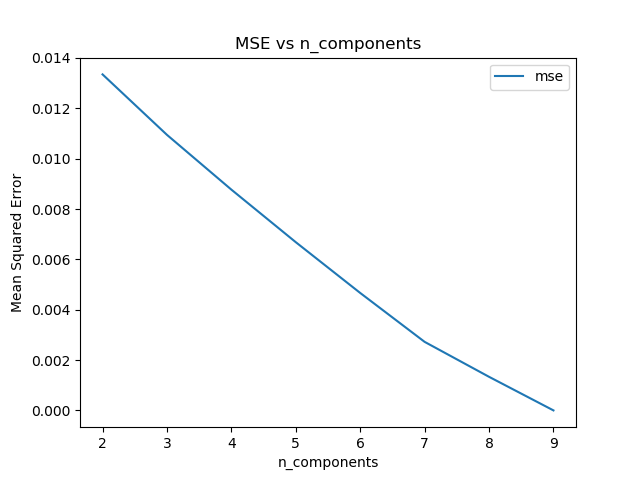 MSE vs n_components
mse
Mean Squared Error
0.014
0.012
0.010
0.008
0.006
0.004
0.002
0.000
2 3 4 5 6 7 8 9
n_components